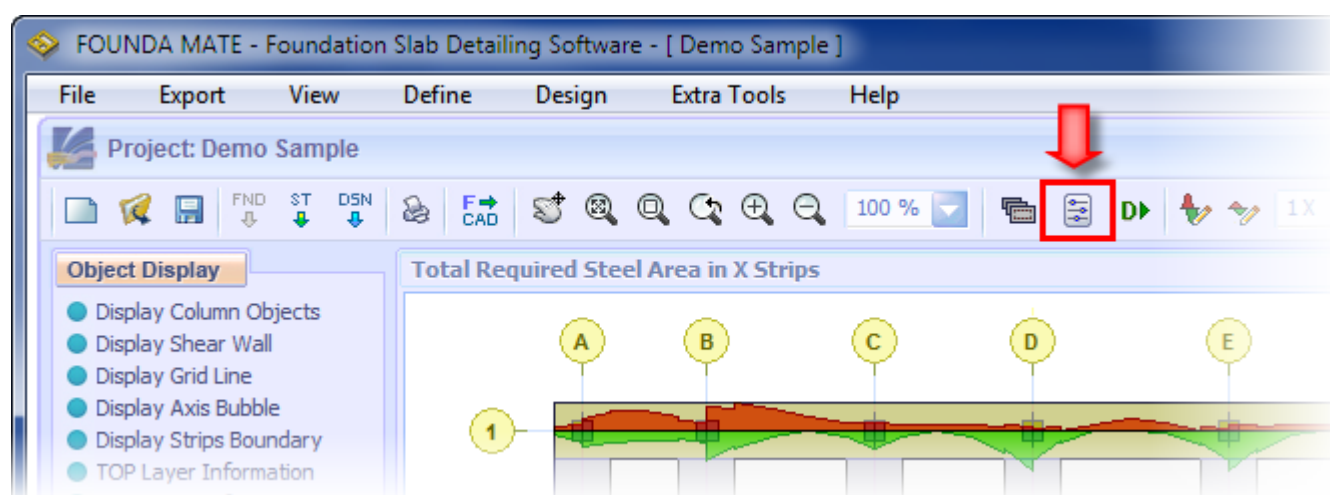 FOUNDA MATE - Foundation Slab Detailing Software - [ Demo Sample ]
File Export View Define Design Extra Tools Help
Project: Demo Sample
FND ST DSN F CAD 100 % D 1X
Object Display
Total Required Steel Area in X Strips
Display Column Objects
Display Shear Wall
Display Grid Line
Display Axis Bubble
Display Strips Boundary
TOP Layer Information
A B C D E
1